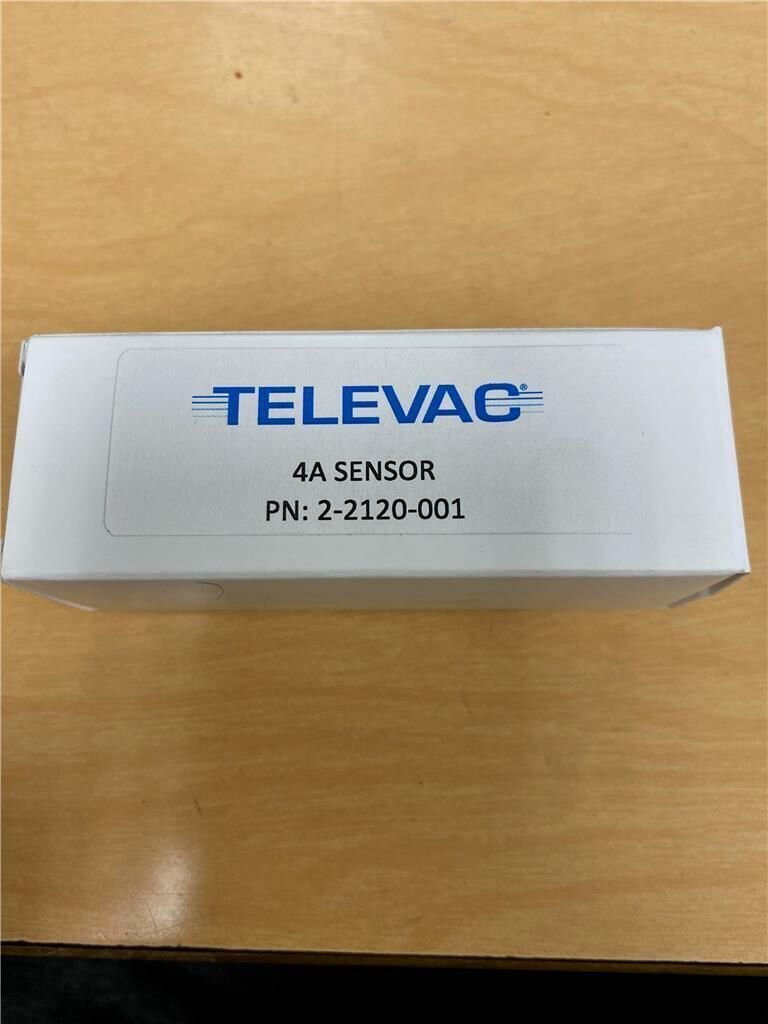 TELEVAC®
4A SENSOR
PN: 2-2120-001